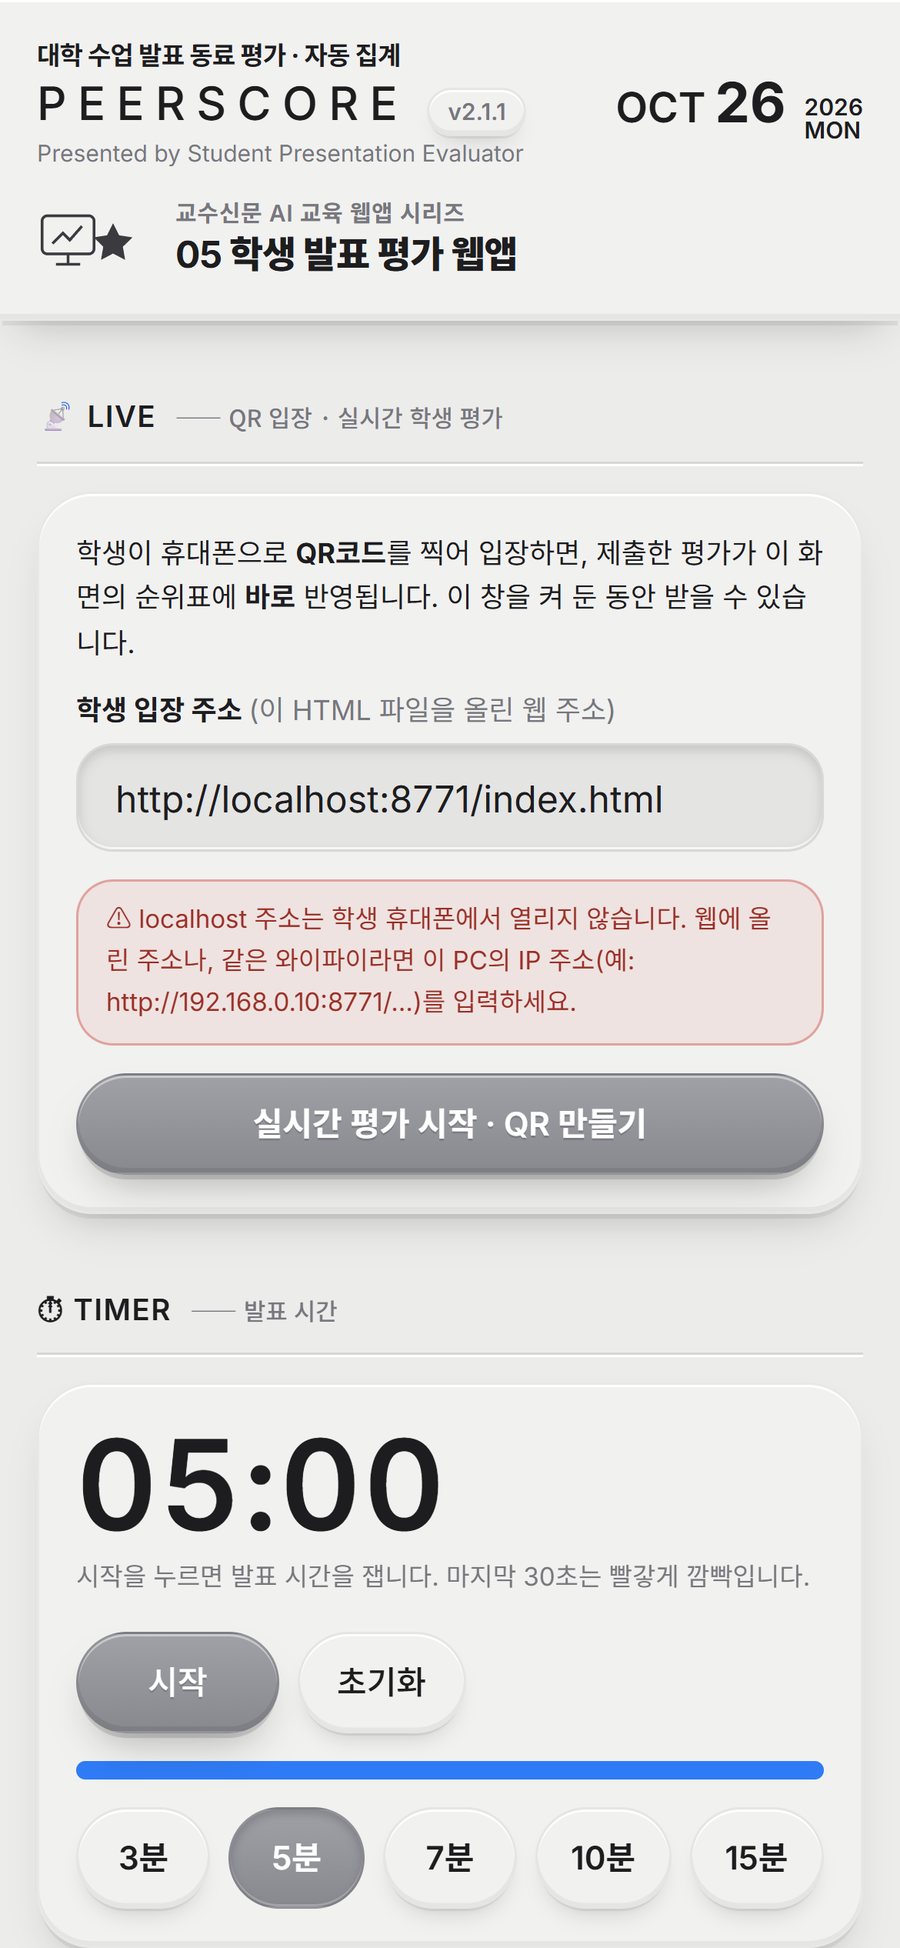 대학 수업 발표 동료 평가 · 자동 집계
PEERSCORE v2.1.1
Presented by Student Presentation Evaluator
OCT 26 2026 MON
교수신문 AI 교육 웹앱 시리즈
05 학생 발표 평가 웹앱
LIVE — QR 입장 · 실시간 학생 평가
학생이 휴대폰으로 QR코드를 찍어 입장하면, 제출한 평가가 이 화
면의 순위표에 바로 반영됩니다. 이 창을 켜 둔 동안 받을 수 있습
니다.
학생 입장 주소 (이 HTML 파일을 올린 웹 주소)
http://localhost:8771/index.html
⚠ localhost 주소는 학생 휴대폰에서 열리지 않습니다. 웹에 올
린 주소나, 같은 와이파이라면 이 PC의 IP 주소(예:
http://192.168.0.10:8771/...)를 입력하세요.
실시간 평가 시작 · QR 만들기
TIMER — 발표 시간
05:00
시작을 누르면 발표 시간을 잽니다. 마지막 30초는 빨갛게 깜빡입니다.
시작 초기화
3분 5분 7분 10분 15분